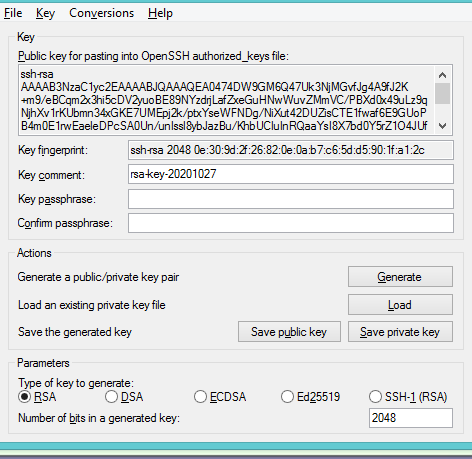 File Key Conversions Help
Key
Public key for pasting into OpenSSH authorized_keys file:
ssh-rsa
AAAAB3NzaC1yc2EAAAABJQAAAQEA0474DW9GM6Q47Uk3NjMGvfJg4A9fJ2K
+m9/eBCqm2x3hi5cDV2yuoBE89NYzdrjLafZxeGuHNwWuvZMmVC/PBXd0x49uLz9q
NjhXv1rKUbmn34xGKE7UMEpj2k/ptxYseWFNDg/NiXut42DUZisCTE1fwaf6E9GUoP
B4m0E1rwEaeleDPcSA0Un/unIssI8ybJazBu/KhbUCIuInRQaaYsI8X7bd0Y5rZ1O4JUf
Key fingerprint: ssh-rsa 2048 0e:30:9d:2f:26:82:0e:0a:b7:c6:5d:d5:90:1f:a1:2c
Key comment: rsa-key-20201027
Key passphrase:
Confirm passphrase:
Actions
Generate a public/private key pair Generate
Load an existing private key file Load
Save the generated key Save public key Save private key
Parameters
Type of key to generate:
RSA DSA ECDSA Ed25519 SSH-1 (RSA)
Number of bits in a generated key: 2048